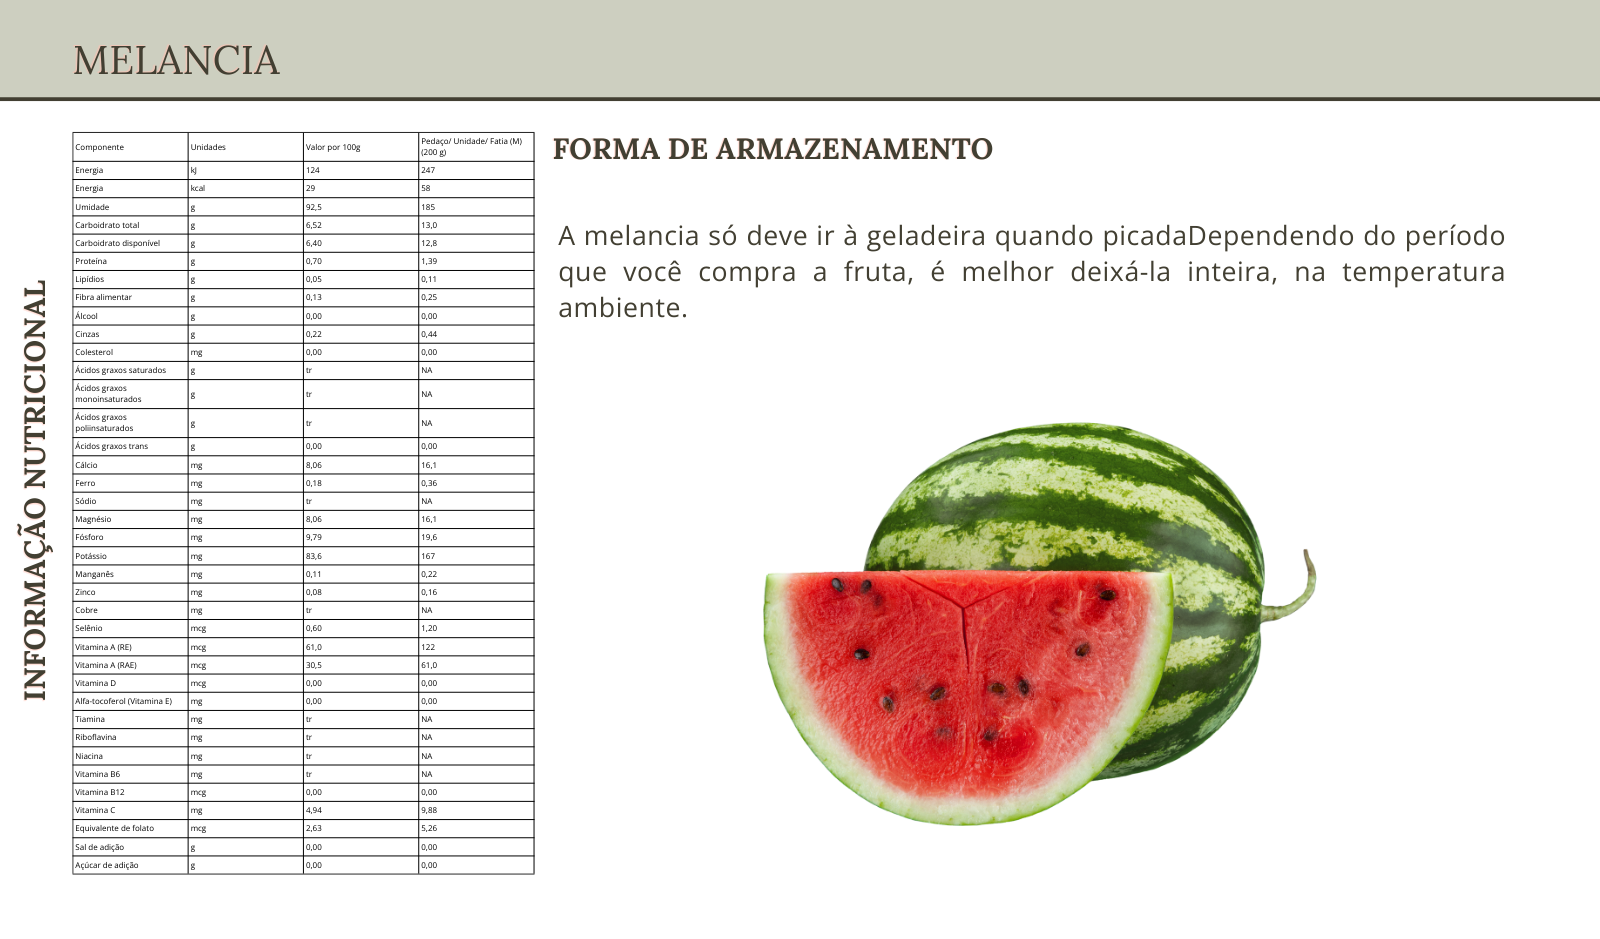 MELANCIA
INFORMAÇÃO NUTRICIONAL
Componente Unidades Valor por 100g Pedaço/ Unidade/ Fatia (M) (200 g)
Energia kJ 124 247
Energia kcal 29 58
Umidade g 92,5 185
Carboidrato total g 6,52 13,0
Carboidrato disponível g 6,40 12,8
Proteína g 0,70 1,39
Lipídios g 0,05 0,11
Fibra alimentar g 0,13 0,25
Álcool g 0,00 0,00
Cinzas g 0,22 0,44
Colesterol mg 0,00 0,00
Ácidos graxos saturados g tr NA
Ácidos graxos monoinsaturados g tr NA
Ácidos graxos poliinsaturados g tr NA
Ácidos graxos trans g 0,00 0,00
Cálcio mg 8,06 16,1
Ferro mg 0,18 0,36
Sódio mg tr NA
Magnésio mg 8,06 16,1
Fósforo mg 9,79 19,6
Potássio mg 83,6 167
Manganês mg 0,11 0,22
Zinco mg 0,08 0,16
Cobre mg tr NA
Selênio mcg 0,60 1,20
Vitamina A (RE) mcg 61,0 122
Vitamina A (RAE) mcg 30,5 61,0
Vitamina D mcg 0,00 0,00
Alfa-tocoferol (Vitamina E) mg 0,00 0,00
Tiamina mg tr NA
Riboflavina mg tr NA
Niacina mg tr NA
Vitamina B6 mg tr NA
Vitamina B12 mcg 0,00 0,00
Vitamina C mg 4,94 9,88
Equivalente de folato mcg 2,63 5,26
Sal de adição g 0,00 0,00
Açúcar de adição g 0,00 0,00
FORMA DE ARMAZENAMENTO
A melancia só deve ir à geladeira quando picadaDependendo do período
que você compra a fruta, é melhor deixá-la inteira, na temperatura
ambiente.